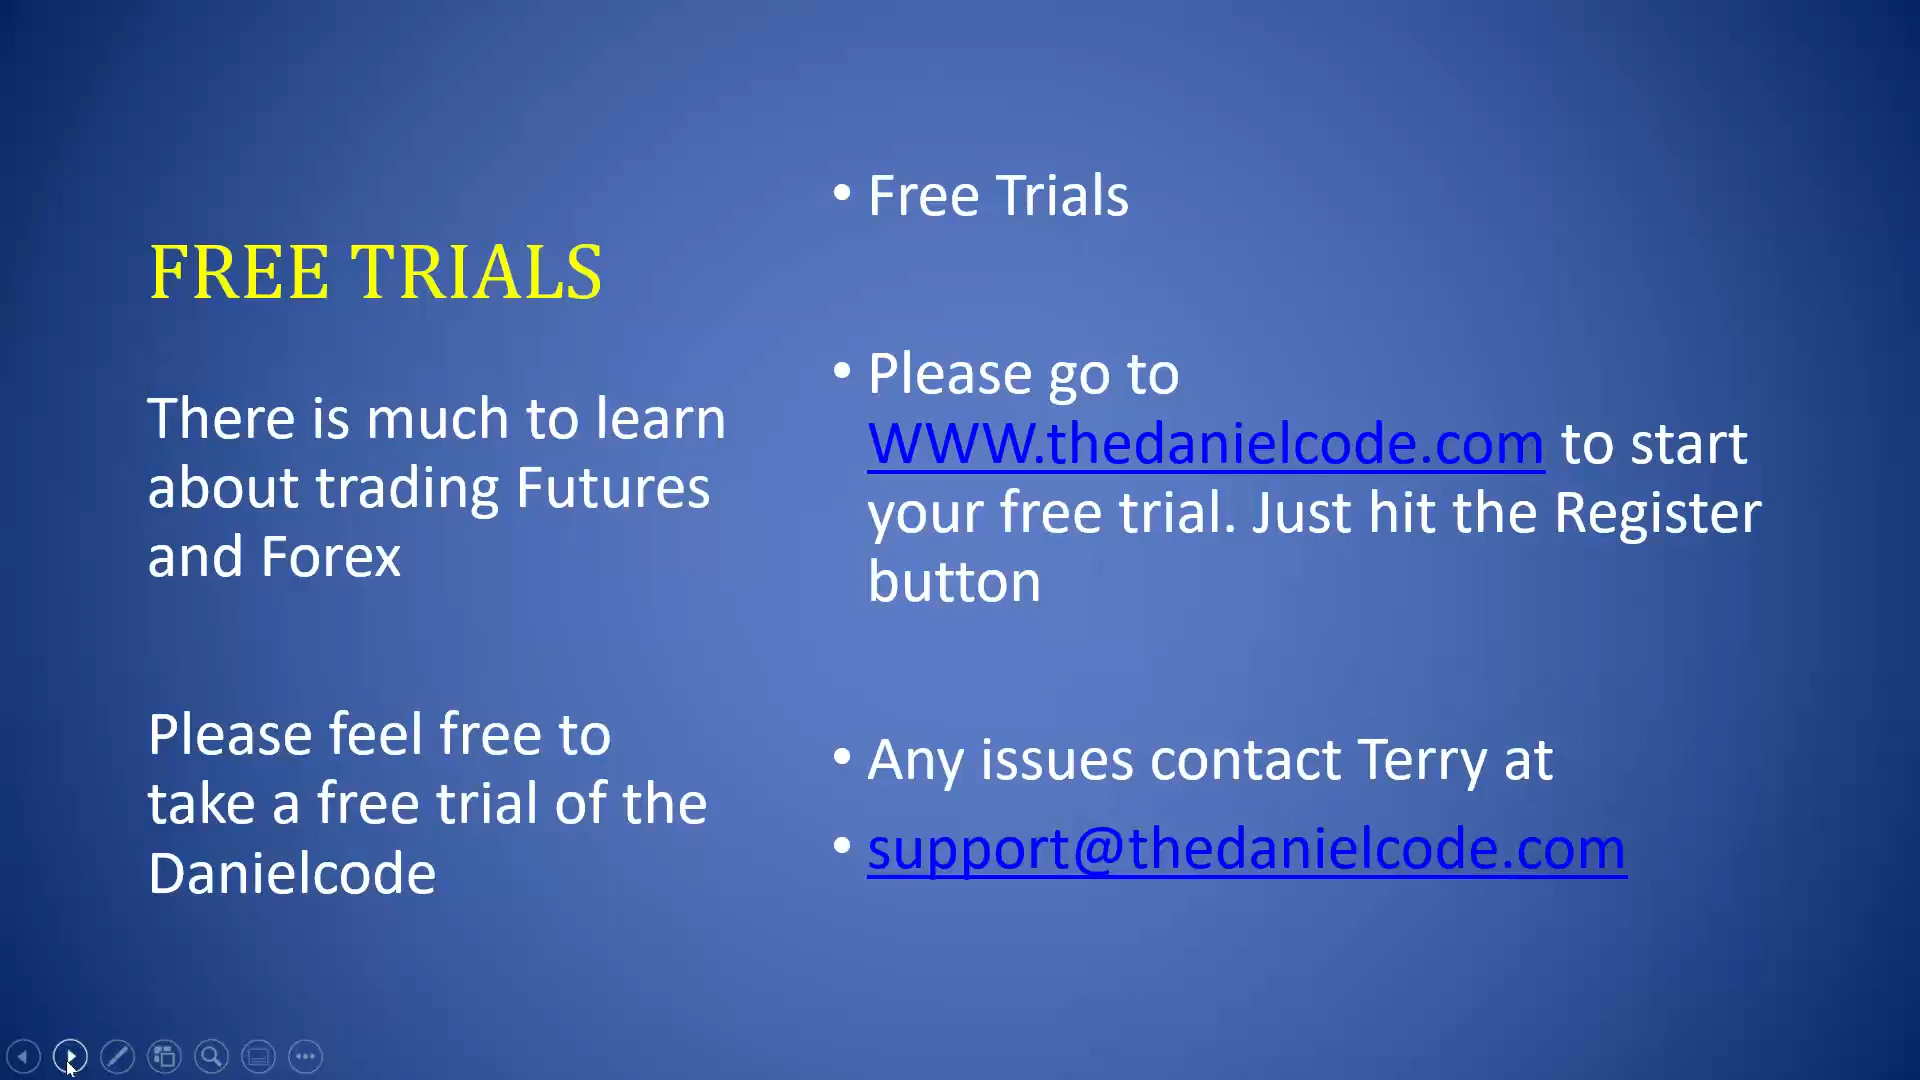 FREE TRIALS
There is much to learn
about trading Futures
and Forex
Please feel free to
take a free trial of the
Danielcode
• Free Trials
• Please go to
WWW.thedanielcode.com to start
your free trial. Just hit the Register
button
• Any issues contact Terry at
• support@thedanielcode.com